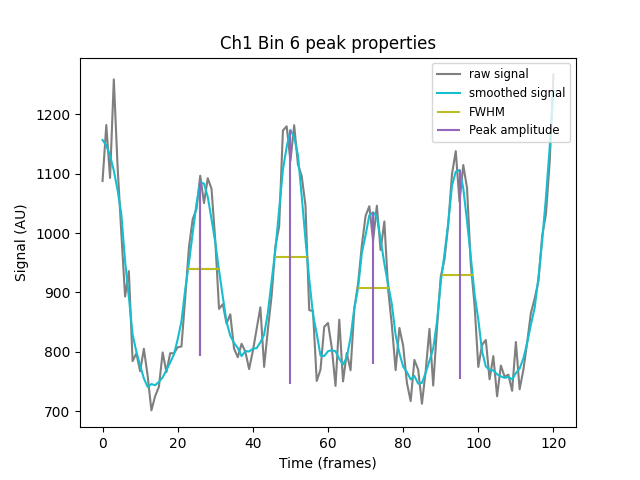 Ch1 Bin 6 peak properties
raw signal
smoothed signal
FWHM
Peak amplitude
Signal (AU)
1200
1100
1000
900
800
700
0 20 40 60 80 100 120
Time (frames)